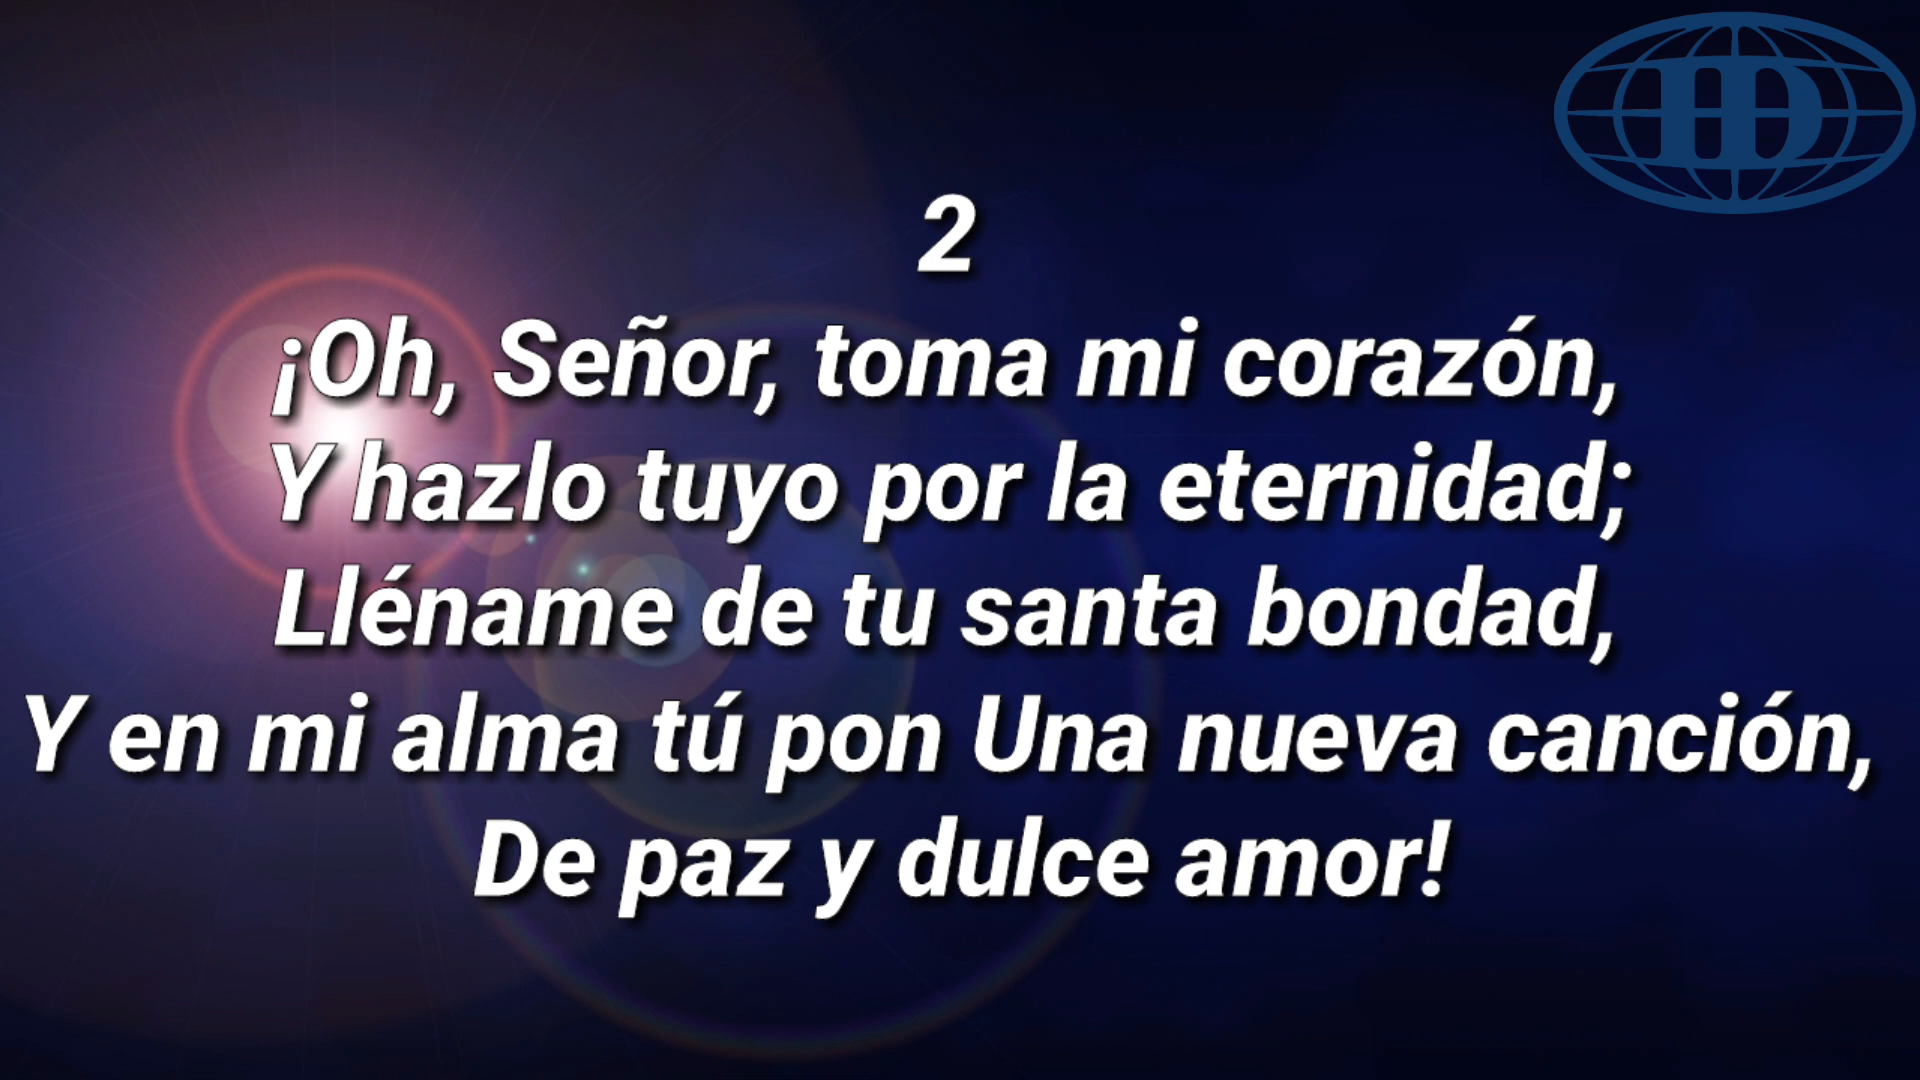 ID
2
¡Oh, Señor, toma mi corazón,
Y hazlo tuyo por la eternidad;
Lléname de tu santa bondad,
Y en mi alma tú pon Una nueva canción,
De paz y dulce amor!